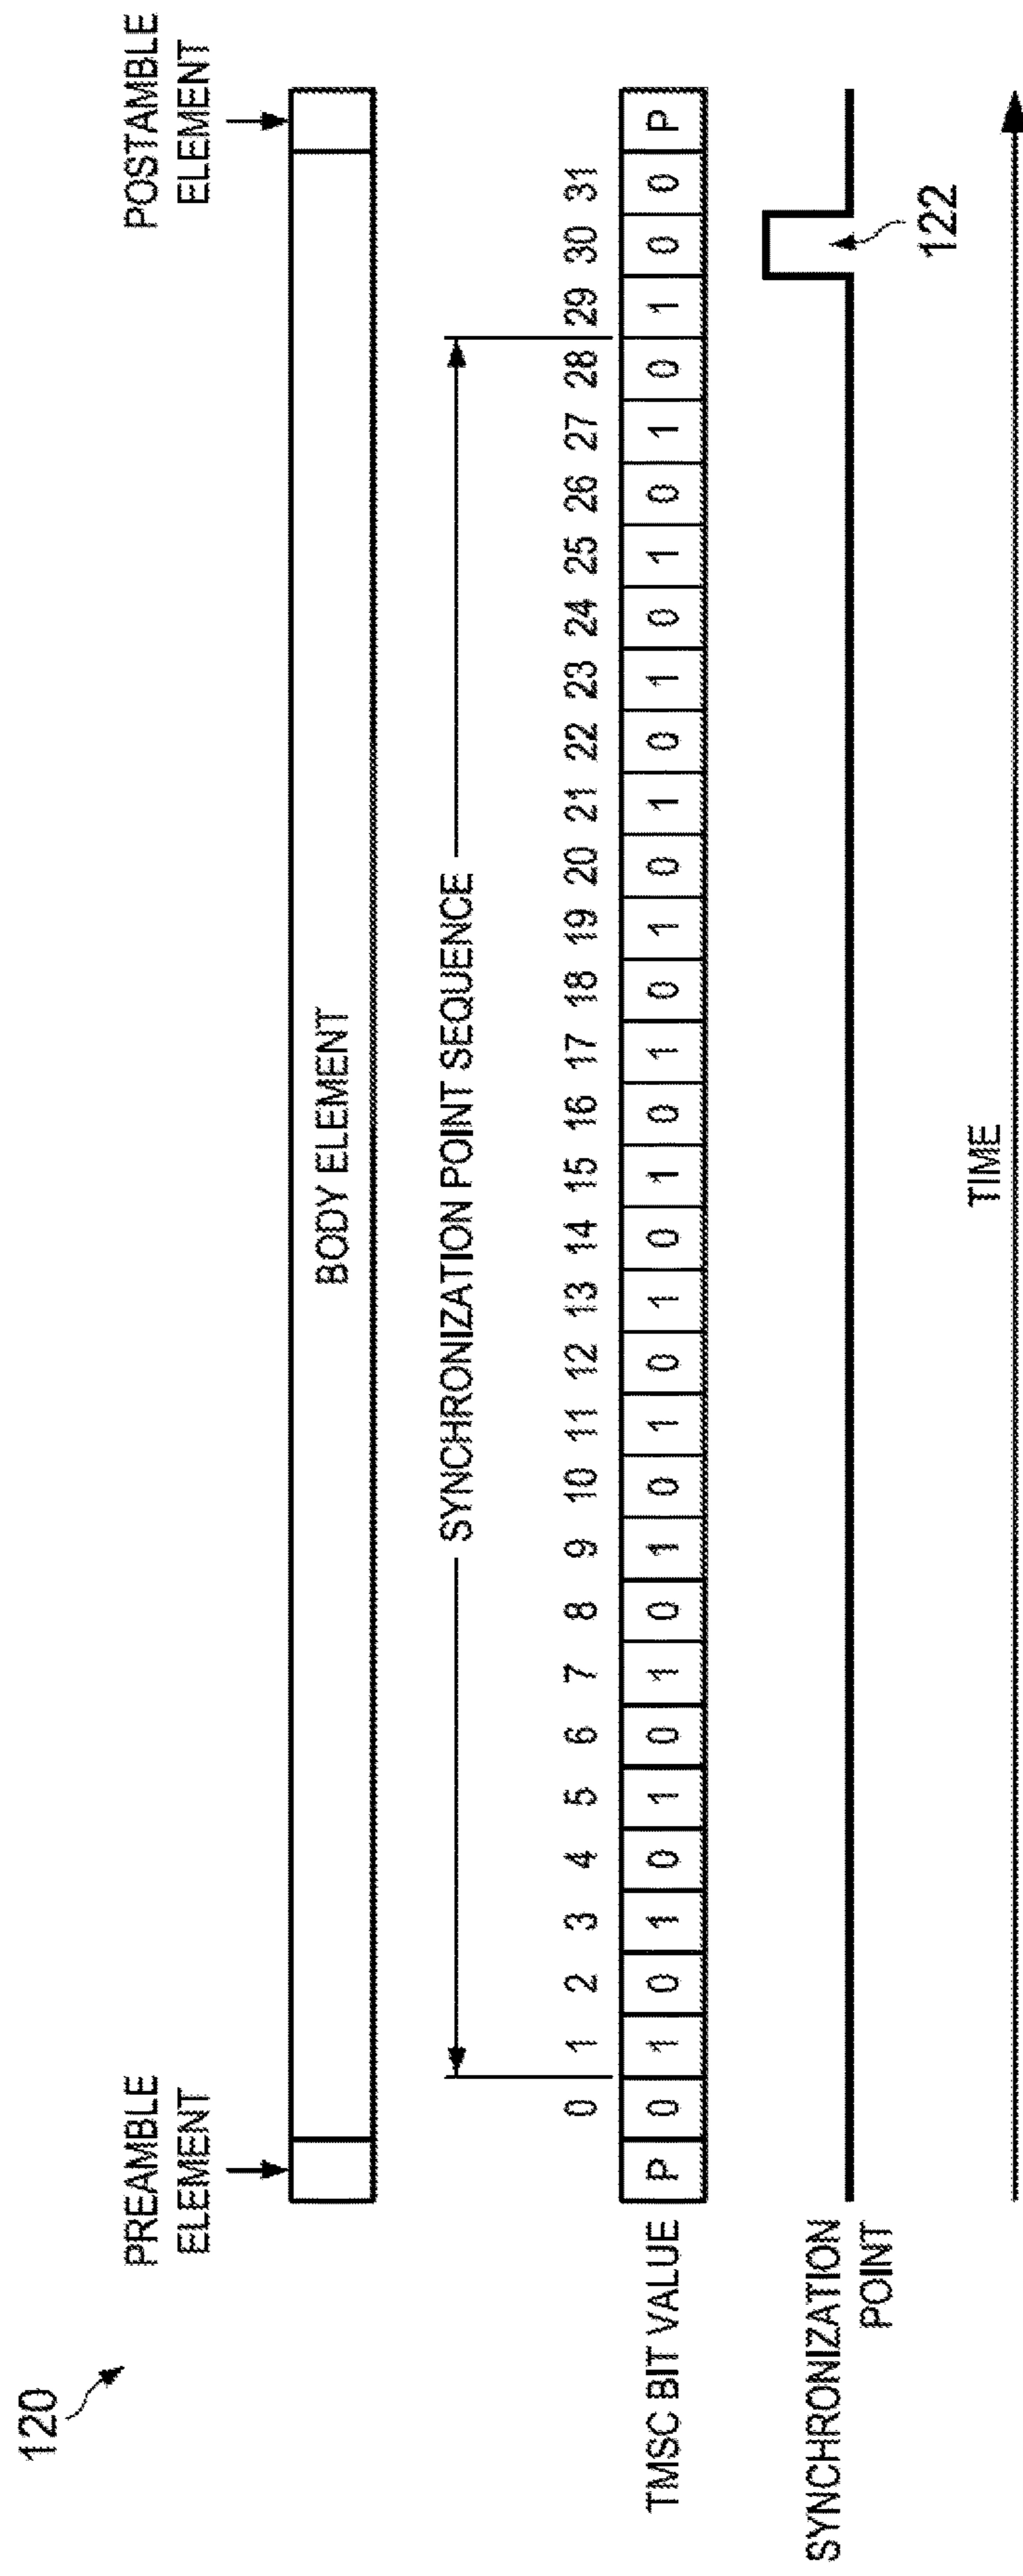 120
PREAMBLE
ELEMENT
POSTAMBLE
ELEMENT
BODY ELEMENT
SYNCHRONIZATION POINT SEQUENCE
0 1 2 3 4 5 6 7 8 9 10 11 12 13 14 15 16 17 18 19 20 21 22 23 24 25 26 27 28 29 30 31
TMSC BIT VALUE P 0 1 0 1 0 1 0 1 0 1 0 1 0 1 0 1 0 1 0 1 0 1 0 1 0 1 0 1 0 1 0 0 P
SYNCHRONIZATION
POINT
122
TIME